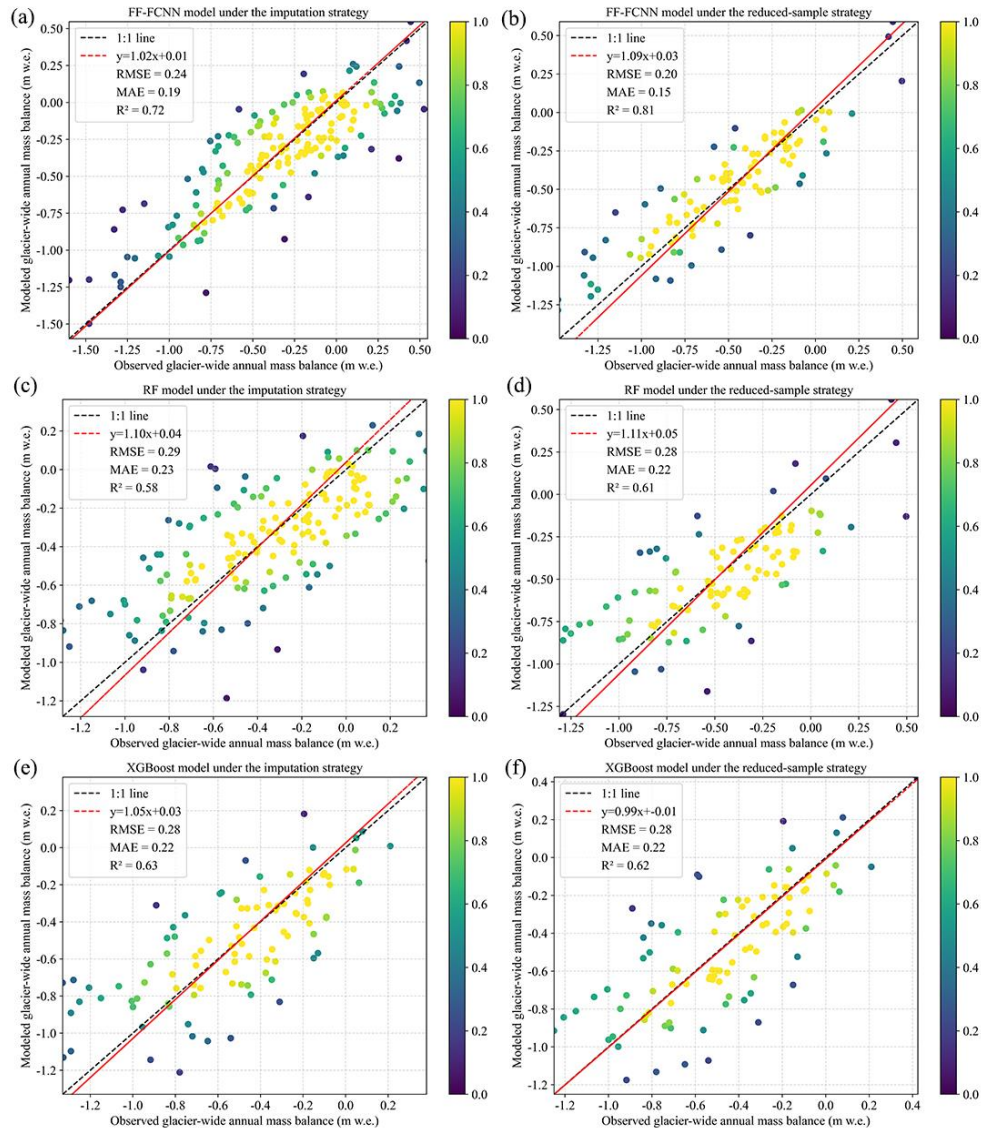 (a)
FF-FCNN model under the imputation strategy
1:1 line
y=1.02x+0.01
RMSE = 0.24
MAE = 0.19
R² = 0.72
Modeled glacier-wide annual mass balance (m w.e.)
0.50
0.25
0.00
-0.25
-0.50
-0.75
-1.00
-1.25
-1.50
-1.50 -1.25 -1.00 -0.75 -0.50 -0.25 0.00 0.25 0.50
Observed glacier-wide annual mass balance (m w.e.)
1.0
0.8
0.6
0.4
0.2
0.0
(b)
FF-FCNN model under the reduced-sample strategy
1:1 line
y=1.09x+0.03
RMSE = 0.20
MAE = 0.15
R² = 0.81
Modeled glacier-wide annual mass balance (m w.e.)
0.50
0.25
0.00
-0.25
-0.50
-0.75
-1.00
-1.25
-1.25 -1.00 -0.75 -0.50 -0.25 0.00 0.25 0.50
Observed glacier-wide annual mass balance (m w.e.)
1.0
0.8
0.6
0.4
0.2
0.0
(c)
RF model under the imputation strategy
1:1 line
y=1.10x+0.04
RMSE = 0.29
MAE = 0.23
R² = 0.58
Modeled glacier-wide annual mass balance (m w.e.)
0.2
0.0
-0.2
-0.4
-0.6
-0.8
-1.0
-1.2
-1.2 -1.0 -0.8 -0.6 -0.4 -0.2 0.0 0.2
Observed glacier-wide annual mass balance (m w.e.)
1.0
0.8
0.6
0.4
0.2
0.0
(d)
RF model under the reduced-sample strategy
1:1 line
y=1.11x+0.05
RMSE = 0.28
MAE = 0.22
R² = 0.61
Modeled glacier-wide annual mass balance (m w.e.)
0.50
0.25
0.00
-0.25
-0.50
-0.75
-1.00
-1.25
-1.25 -1.00 -0.75 -0.50 -0.25 0.00 0.25 0.50
Observed glacier-wide annual mass balance (m w.e.)
1.0
0.8
0.6
0.4
0.2
0.0
(e)
XGBoost model under the imputation strategy
1:1 line
y=1.05x+0.03
RMSE = 0.28
MAE = 0.22
R² = 0.63
Modeled glacier-wide annual mass balance (m w.e.)
0.2
0.0
-0.2
-0.4
-0.6
-0.8
-1.0
-1.2
-1.2 -1.0 -0.8 -0.6 -0.4 -0.2 0.0 0.2 0.4
Observed glacier-wide annual mass balance (m w.e.)
1.0
0.8
0.6
0.4
0.2
0.0
(f)
XGBoost model under the reduced-sample strategy
1:1 line
y=0.99x+-0.01
RMSE = 0.28
MAE = 0.22
R² = 0.62
Modeled glacier-wide annual mass balance (m w.e.)
0.4
0.2
0.0
-0.2
-0.4
-0.6
-0.8
-1.0
-1.2
-1.2 -1.0 -0.8 -0.6 -0.4 -0.2 0.0 0.2 0.4
Observed glacier-wide annual mass balance (m w.e.)
1.0
0.8
0.6
0.4
0.2
0.0